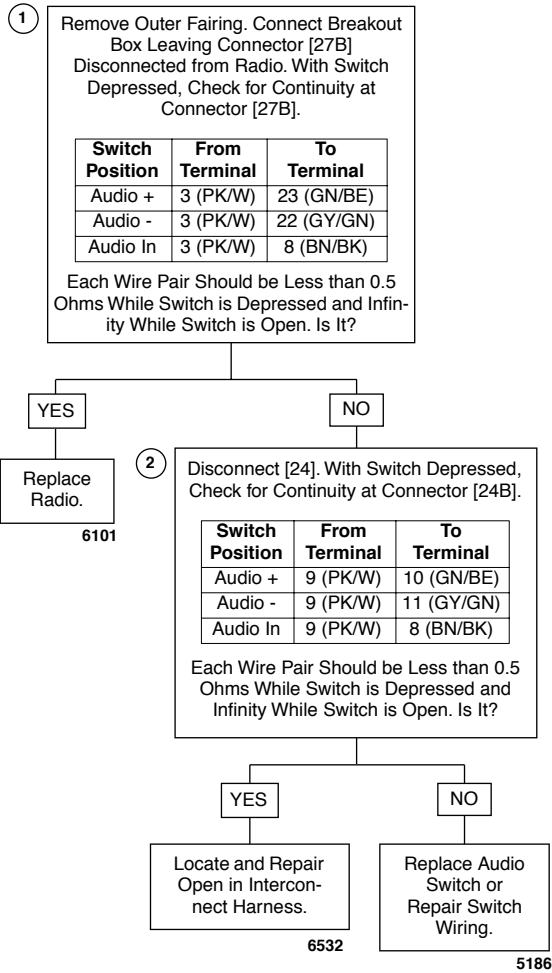 1
Remove Outer Fairing. Connect Breakout
Box Leaving Connector [27B]
Disconnected from Radio. With Switch
Depressed, Check for Continuity at
Connector [27B].
Switch Position From Terminal To Terminal
Audio + 3 (PK/W) 23 (GN/BE)
Audio - 3 (PK/W) 22 (GY/GN)
Audio In 3 (PK/W) 8 (BN/BK)
Each Wire Pair Should be Less than 0.5
Ohms While Switch is Depressed and Infin-
ity While Switch is Open. Is It?
YES
NO
Replace
Radio.
6101
2
Disconnect [24]. With Switch Depressed,
Check for Continuity at Connector [24B].
Switch Position From Terminal To Terminal
Audio + 9 (PK/W) 10 (GN/BE)
Audio - 9 (PK/W) 11 (GY/GN)
Audio In 9 (PK/W) 8 (BN/BK)
Each Wire Pair Should be Less than 0.5
Ohms While Switch is Depressed and
Infinity While Switch is Open. Is It?
YES
NO
Locate and Repair
Open in Intercon-
nect Harness.
6532
Replace Audio
Switch or
Repair Switch
Wiring.
5186